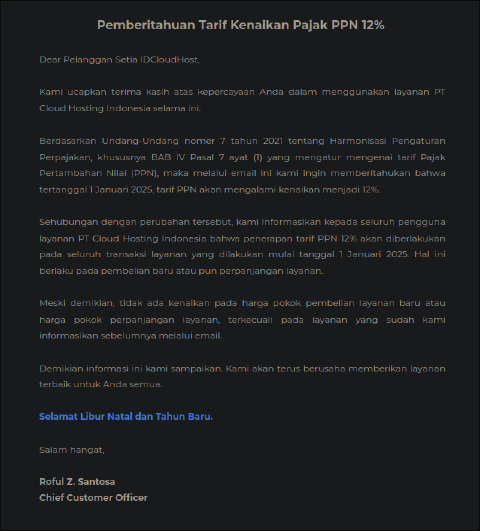 Pemberitahuan Tarif Kenaikan Pajak PPN 12%
Dear Pelanggan Setia IDCloudHost,
Kami ucapkan terima kasih atas kepercayaan Anda dalam menggunakan layanan PT
Cloud Hosting Indonesia selama ini.
Berdasarkan Undang-Undang nomer 7 tahun 2021 tentang Harmonisasi Pengaturan
Perpajakan, khususnya BAB IV Pasal 7 ayat (1) yang mengatur mengenai tarif Pajak
Pertambahan Nilai (PPN), maka melalui email ini kami ingin memberitahukan bahwa
tertanggal 1 Januari 2025, tarif PPN akan mengalami kenaikan menjadi 12%.
Sehubungan dengan perubahan tersebut, kami informasikan kepada seluruh pengguna
layanan PT Cloud Hosting Indonesia bahwa penerapan tarif PPN 12% akan diberlakukan
pada seluruh transaksi layanan yang dilakukan mulai tanggal 1 Januari 2025. Hal ini
berlaku pada pembelian baru atau pun perpanjangan layanan.
Meski demikian, tidak ada kenaikan pada harga pokok pembelian layanan baru atau
harga pokok perpanjangan layanan, terkecuali pada layanan yang sudah kami
informasikan sebelumnya melalui email.
Demikian informasi ini kami sampaikan. Kami akan terus berusaha memberikan layanan
terbaik untuk Anda semua.
Selamat Libur Natal dan Tahun Baru.
Salam hangat,
Roful Z. Santosa
Chief Customer Officer